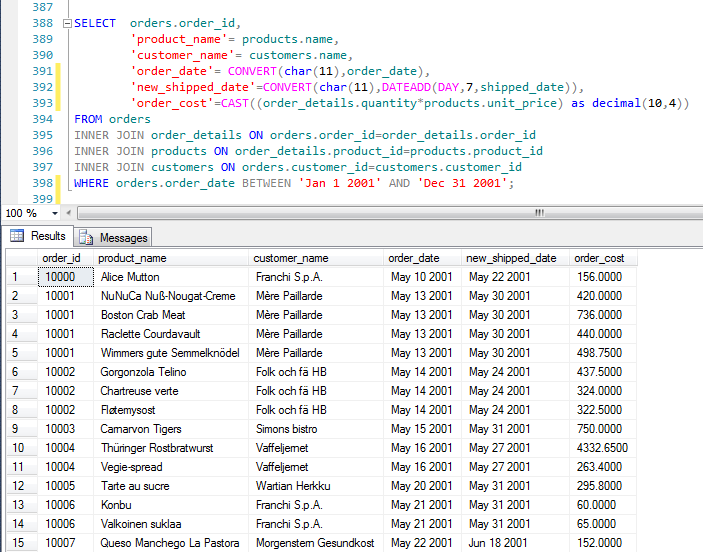 387
388 SELECT orders.order_id,
389 'product_name'= products.name,
390 'customer_name'= customers.name,
391 'order_date'= CONVERT(char(11),order_date),
392 'new_shipped_date'=CONVERT(char(11),DATEADD(DAY,7,shipped_date)),
393 'order_cost'=CAST((order_details.quantity*products.unit_price) as decimal(10,4))
394 FROM orders
395 INNER JOIN order_details ON orders.order_id=order_details.order_id
396 INNER JOIN products ON order_details.product_id=products.product_id
397 INNER JOIN customers ON orders.customer_id=customers.customer_id
398 WHERE orders.order_date BETWEEN 'Jan 1 2001' AND 'Dec 31 2001';
399
100 %
Results Messages
order_id product_name customer_name order_date new_shipped_date order_cost
1 10000 Alice Mutton Franchi S.p.A. May 10 2001 May 22 2001 156.0000
2 10001 NuNuCa Nuß-Nougat-Creme Mère Paillarde May 13 2001 May 30 2001 420.0000
3 10001 Boston Crab Meat Mère Paillarde May 13 2001 May 30 2001 736.0000
4 10001 Raclette Courdavault Mère Paillarde May 13 2001 May 30 2001 440.0000
5 10001 Wimmers gute Semmelknödel Mère Paillarde May 13 2001 May 30 2001 498.7500
6 10002 Gorgonzola Telino Folk och fä HB May 14 2001 May 24 2001 437.5000
7 10002 Chartreuse verte Folk och fä HB May 14 2001 May 24 2001 324.0000
8 10002 Fløtemysost Folk och fä HB May 14 2001 May 24 2001 322.5000
9 10003 Carnarvon Tigers Simons bistro May 15 2001 May 31 2001 750.0000
10 10004 Thüringer Rostbratwurst Vaffeljernet May 16 2001 May 27 2001 4332.6500
11 10004 Vegie-spread Vaffeljernet May 16 2001 May 27 2001 263.4000
12 10005 Tarte au sucre Wartian Herkku May 20 2001 May 31 2001 295.8000
13 10006 Konbu Franchi S.p.A. May 21 2001 May 31 2001 60.0000
14 10006 Valkoinen suklaa Franchi S.p.A. May 21 2001 May 31 2001 65.0000
15 10007 Queso Manchego La Pastora Morgenstern Gesundkost May 22 2001 Jun 18 2001 152.0000